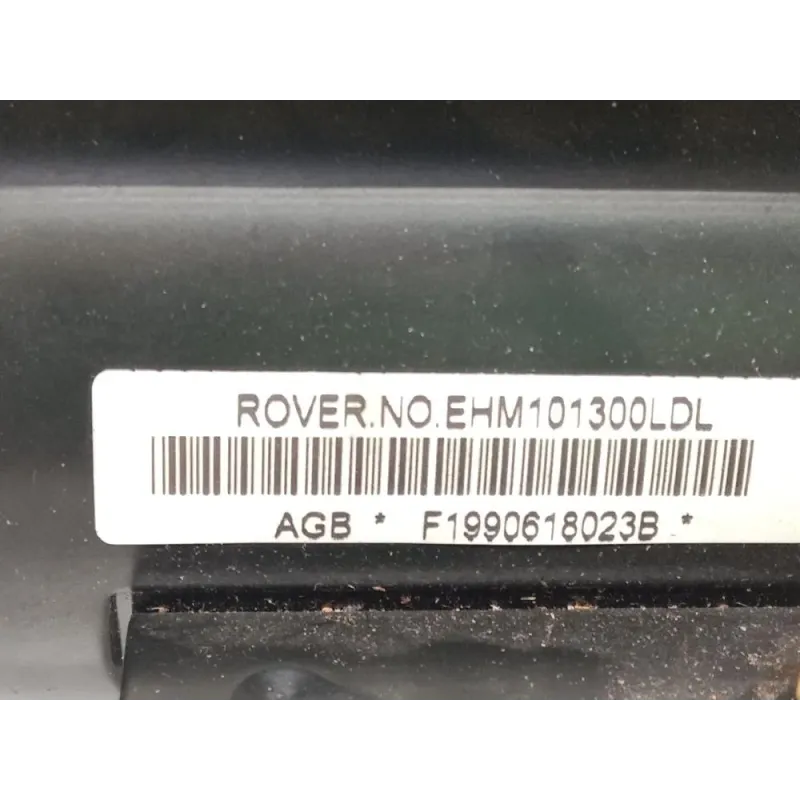 ROVER.NO.EHM101300LDL
AGB * F1990618023B *